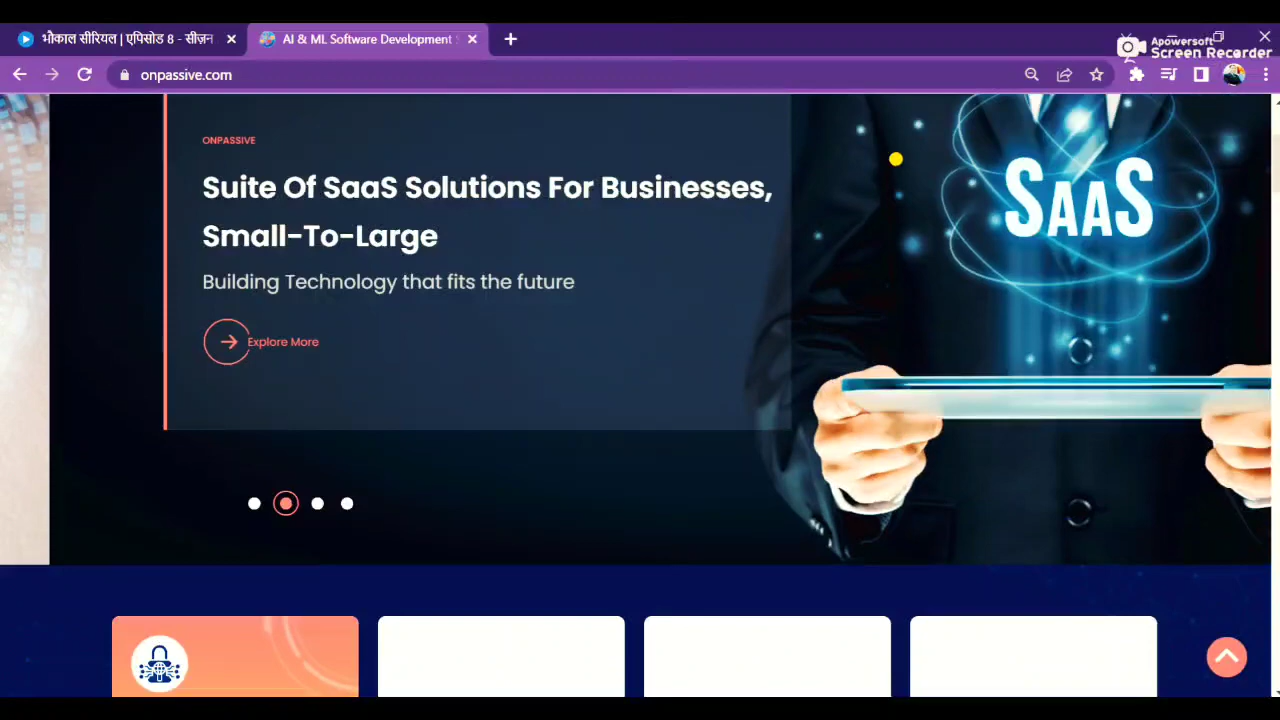 भौकाल सीरियल | एपिसोड 8 - सीज़न
AI & ML Software Development
Apowersoft
Screen Recorder
onpassive.com
ONPASSIVE
Suite Of SaaS Solutions For Businesses,
Small-To-Large
Building Technology that fits the future
Explore More
SAAS